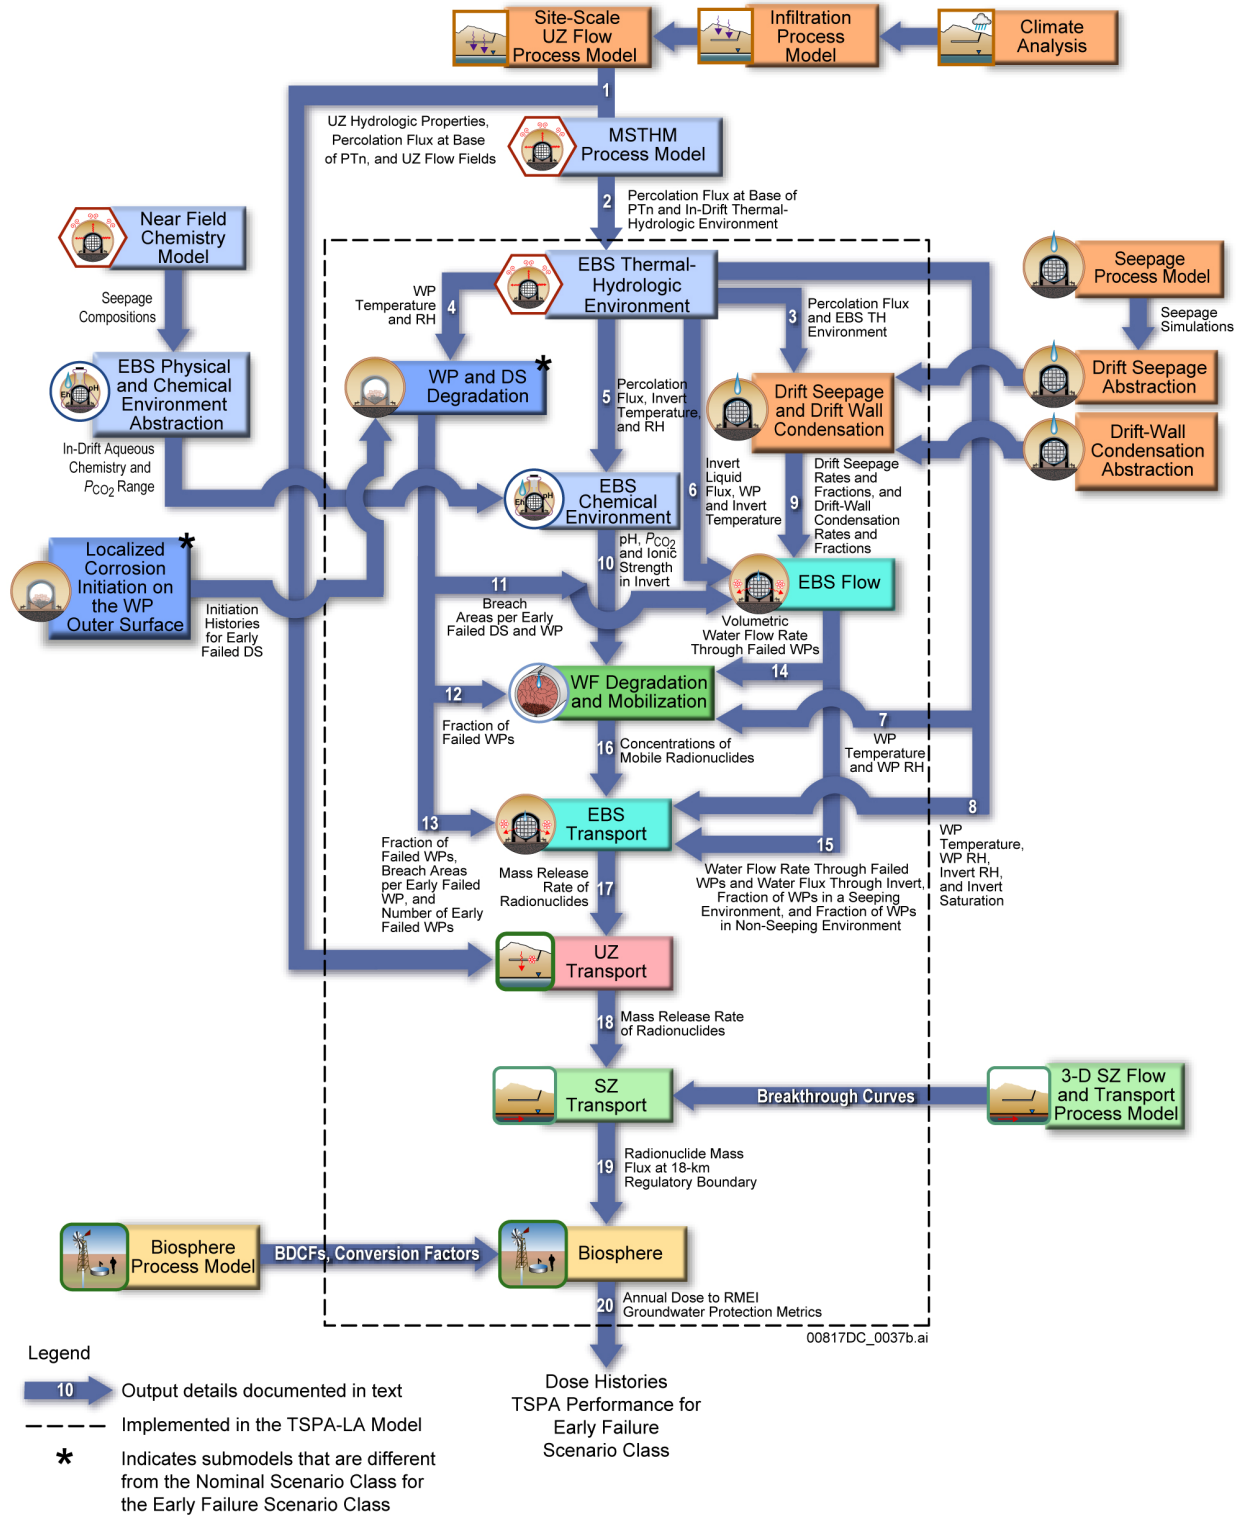 Site-Scale
UZ Flow
Process Model
Infiltration
Process
Model
Climate
Analysis
1
UZ Hydrologic Properties,
Percolation Flux at Base
of PTn, and UZ Flow Fields
MSTHM
Process Model
2
Percolation Flux at Base of
PTn and In-Drift Thermal-
Hydrologic Environment
Near Field
Chemistry
Model
Seepage
Compositions
EBS Thermal-
Hydrologic
Environment
Seepage
Process Model
Seepage
Simulations
WP
Temperature
and RH
4
3
Percolation Flux
and EBS TH
Environment
EBS Physical
and Chemical
Environment
Abstraction
WP and DS
Degradation
*
5
Percolation
Flux, Invert
Temperature,
and RH
Drift Seepage
and Drift Wall
Condensation
Drift Seepage
Abstraction
Drift-Wall
Condensation
Abstraction
In-Drift Aqueous
Chemistry and
PCO2 Range
EBS
Chemical
Environment
6
Invert
Liquid
Flux, WP
and Invert
Temperature
9
Drift Seepage
Rates and
Fractions, and
Drift-Wall
Condensation
Rates and
Fractions
Localized
Corrosion
Initiation on
the WP
Outer Surface
*
Initiation
Histories
for Early
Failed DS
10
pH, PCO2
and Ionic
Strength
in Invert
11
Breach
Areas per Early
Failed DS and WP
EBS Flow
Volumetric
Water Flow Rate
Through Failed WPs
14
12
Fraction of
Failed WPs
WF Degradation
and Mobilization
7
WP
Temperature
and WP RH
16
Concentrations of
Mobile Radionuclides
EBS
Transport
8
WP
Temperature,
WP RH,
Invert RH,
and Invert
Saturation
13
Fraction of
Failed WPs,
Breach Areas
per Early Failed
WP, and
Number of Early
Failed WPs
15
Water Flow Rate Through Failed
WPs and Water Flux Through Invert,
Fraction of WPs in a Seeping
Environment, and Fraction of WPs
in Non-Seeping Environment
Mass Release
Rate of
Radionuclides
17
UZ
Transport
18
Mass Release Rate
of Radionuclides
SZ
Transport
Breakthrough Curves
3-D SZ Flow
and Transport
Process Model
19
Radionuclide Mass
Flux at 18-km
Regulatory Boundary
Biosphere
Process Model
BDCFs, Conversion Factors
Biosphere
20
Annual Dose to RMEI
Groundwater Protection Metrics
00817DC_0037b.ai
Dose Histories
TSPA Performance for
Early Failure
Scenario Class
Legend
10
Output details documented in text
Implemented in the TSPA-LA Model
*
Indicates submodels that are different
from the Nominal Scenario Class for
the Early Failure Scenario Class